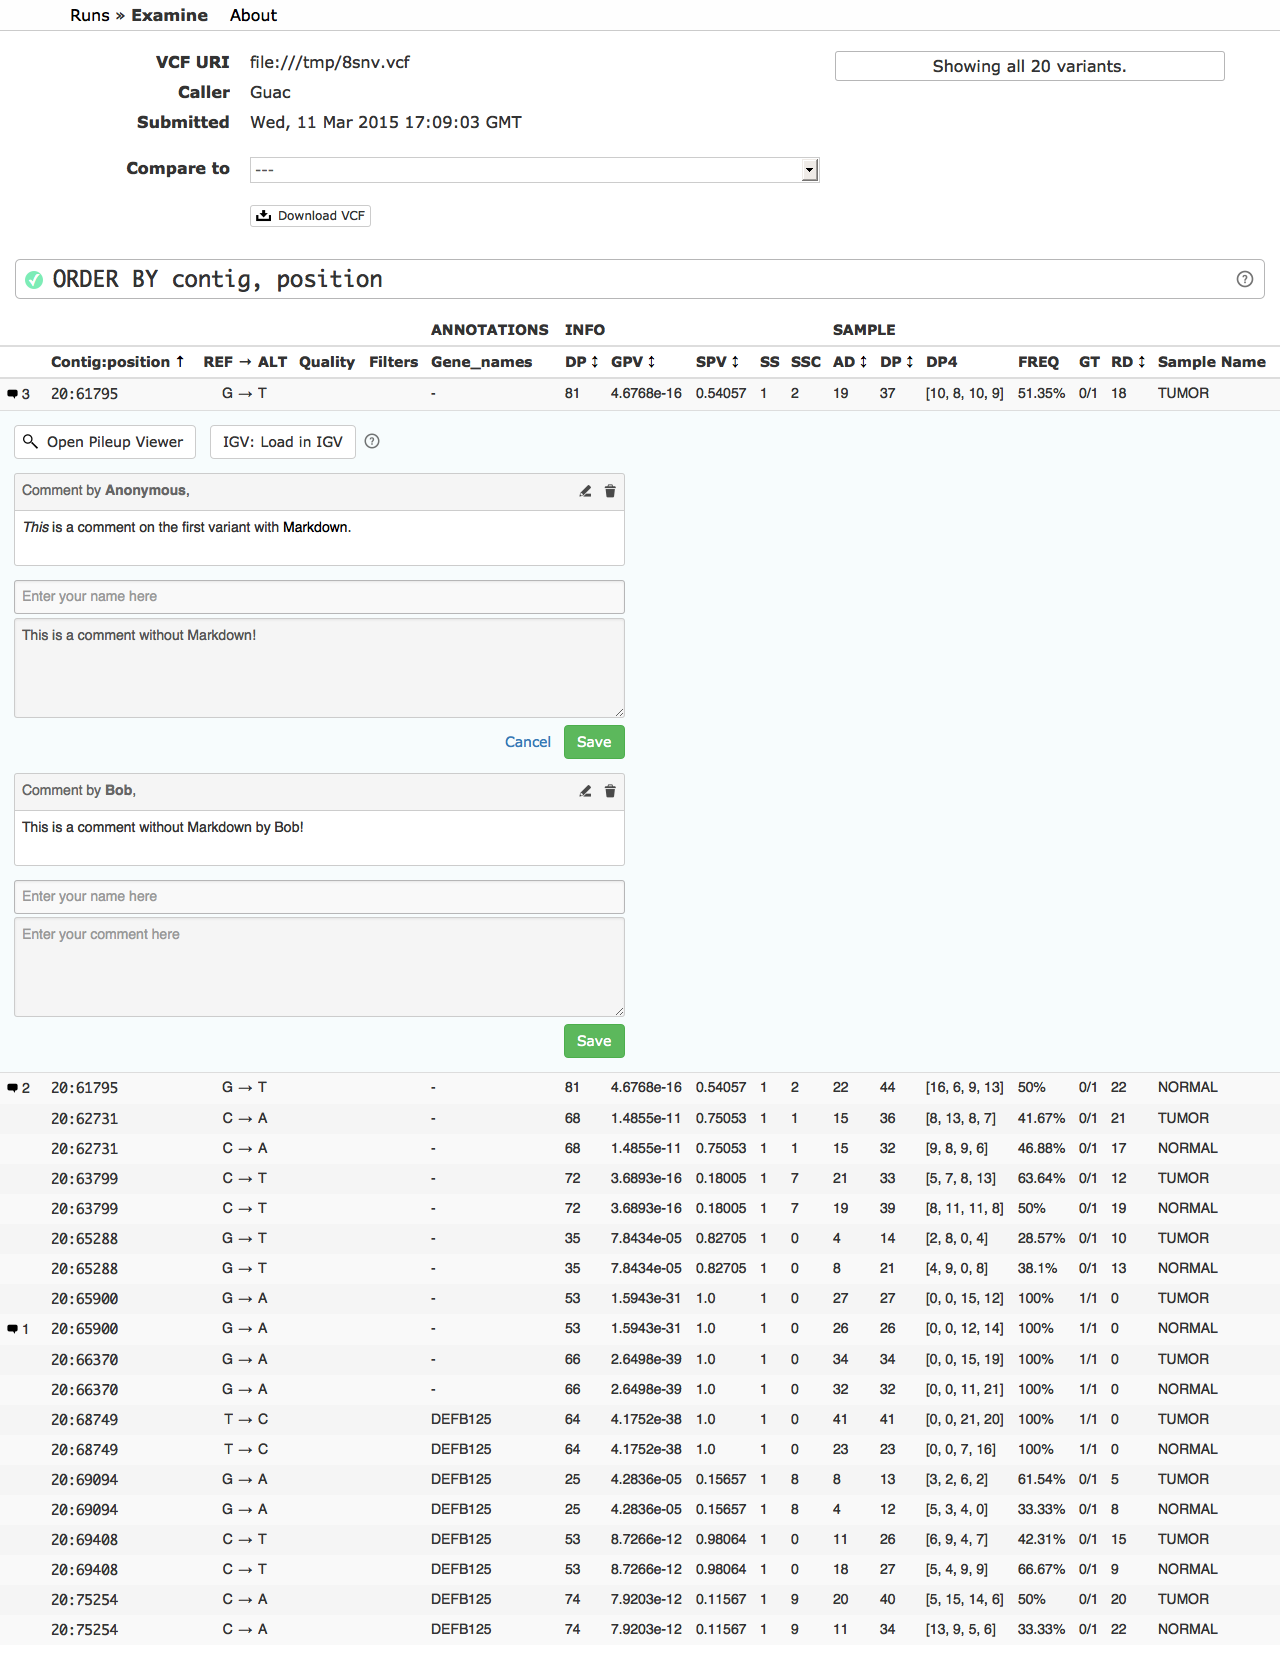 Runs » Examine About
VCF URI file:///tmp/8snv.vcf
Showing all 20 variants.
Caller Guac
Submitted Wed, 11 Mar 2015 17:09:03 GMT
Compare to ---
Download VCF
ORDER BY contig, position
ANNOTATIONS INFO SAMPLE
Contig:position ↑ REF → ALT Quality Filters Gene_names DP ↕ GPV ↕ SPV ↕ SS SSC AD ↕ DP ↕ DP4 FREQ GT RD ↕ Sample Name
3 20:61795 G → T - 81 4.6768e-16 0.54057 1 2 19 37 [10, 8, 10, 9] 51.35% 0/1 18 TUMOR
Open Pileup Viewer IGV: Load in IGV ?
Comment by Anonymous,
This is a comment on the first variant with Markdown.
Enter your name here
This is a comment without Markdown!
Cancel Save
Comment by Bob,
This is a comment without Markdown by Bob!
Enter your name here
Enter your comment here
Save
2 20:61795 G → T - 81 4.6768e-16 0.54057 1 2 22 44 [16, 6, 9, 13] 50% 0/1 22 NORMAL
20:62731 C → A - 68 1.4855e-11 0.75053 1 1 15 36 [8, 13, 8, 7] 41.67% 0/1 21 TUMOR
20:62731 C → A - 68 1.4855e-11 0.75053 1 1 15 32 [9, 8, 9, 6] 46.88% 0/1 17 NORMAL
20:63799 C → T - 72 3.6893e-16 0.18005 1 7 21 33 [5, 7, 8, 13] 63.64% 0/1 12 TUMOR
20:63799 C → T - 72 3.6893e-16 0.18005 1 7 19 39 [8, 11, 11, 8] 50% 0/1 19 NORMAL
20:65288 G → T - 35 7.8434e-05 0.82705 1 0 4 14 [2, 8, 0, 4] 28.57% 0/1 10 TUMOR
20:65288 G → T - 35 7.8434e-05 0.82705 1 0 8 21 [4, 9, 0, 8] 38.1% 0/1 13 NORMAL
20:65900 G → A - 53 1.5943e-31 1.0 1 0 27 27 [0, 0, 15, 12] 100% 1/1 0 TUMOR
1 20:65900 G → A - 53 1.5943e-31 1.0 1 0 26 26 [0, 0, 12, 14] 100% 1/1 0 NORMAL
20:66370 G → A - 66 2.6498e-39 1.0 1 0 34 34 [0, 0, 15, 19] 100% 1/1 0 TUMOR
20:66370 G → A - 66 2.6498e-39 1.0 1 0 32 32 [0, 0, 11, 21] 100% 1/1 0 NORMAL
20:68749 T → C DEFB125 64 4.1752e-38 1.0 1 0 41 41 [0, 0, 21, 20] 100% 1/1 0 TUMOR
20:68749 T → C DEFB125 64 4.1752e-38 1.0 1 0 23 23 [0, 0, 7, 16] 100% 1/1 0 NORMAL
20:69094 G → A DEFB125 25 4.2836e-05 0.15657 1 8 8 13 [3, 2, 6, 2] 61.54% 0/1 5 TUMOR
20:69094 G → A DEFB125 25 4.2836e-05 0.15657 1 8 4 12 [5, 3, 4, 0] 33.33% 0/1 8 NORMAL
20:69408 C → T DEFB125 53 8.7266e-12 0.98064 1 0 11 26 [6, 9, 4, 7] 42.31% 0/1 15 TUMOR
20:69408 C → T DEFB125 53 8.7266e-12 0.98064 1 0 18 27 [5, 4, 9, 9] 66.67% 0/1 9 NORMAL
20:75254 C → A DEFB125 74 7.9203e-12 0.11567 1 9 20 40 [5, 15, 14, 6] 50% 0/1 20 TUMOR
20:75254 C → A DEFB125 74 7.9203e-12 0.11567 1 9 11 34 [13, 9, 5, 6] 33.33% 0/1 22 NORMAL